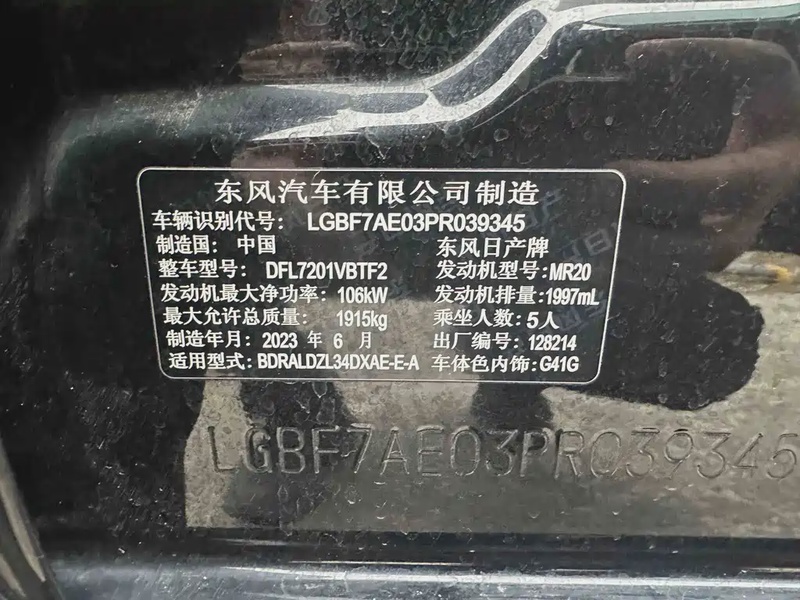 东风汽车有限公司制造
车辆识别代号： LGBF7AE03PR039345
制造国： 中国 东风日产牌
整车型号： DFL7201VBTF2 发动机型号:MR20
发动机最大净功率：106kW 发动机排量:1997mL
最大允许总质量： 1915kg 乘坐人数：5人
制造年月：2023 年 6 月 出厂编号:128214
适用型式：BDRALDZL34DXAE-E-A 车体色内饰:G41G
LGBF7AE03PR039345